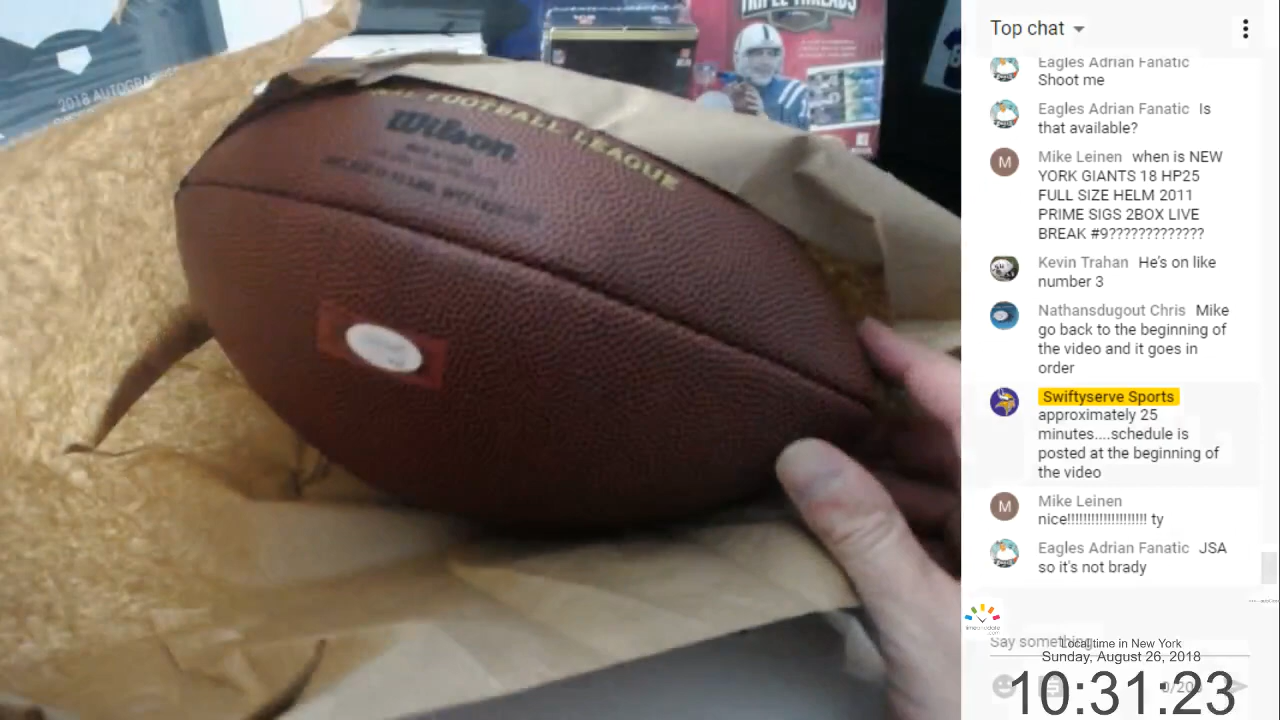 2018 AUTOGRAPH
TRIPLE THREADS
FOOTBALL LEAGUE
Wilson
Top chat
Eagles Adrian Fanatic
Shoot me
Eagles Adrian Fanatic Is
that available?
M
Mike Leinen when is NEW
YORK GIANTS 18 HP25
FULL SIZE HELM 2011
PRIME SIGS 2BOX LIVE
BREAK #9?????????????
Kevin Trahan He's on like
number 3
Nathansdugout Chris Mike
go back to the beginning of
the video and it goes in
order
Swiftyserve Sports
approximately 25
minutes....schedule is
posted at the beginning of
the video
M
Mike Leinen
nice!!!!!!!!!!!!!!!!!!!! ty
Eagles Adrian Fanatic JSA
so it's not brady
Say something...
Local time in New York
Sunday, August 26, 2018
10:31:23